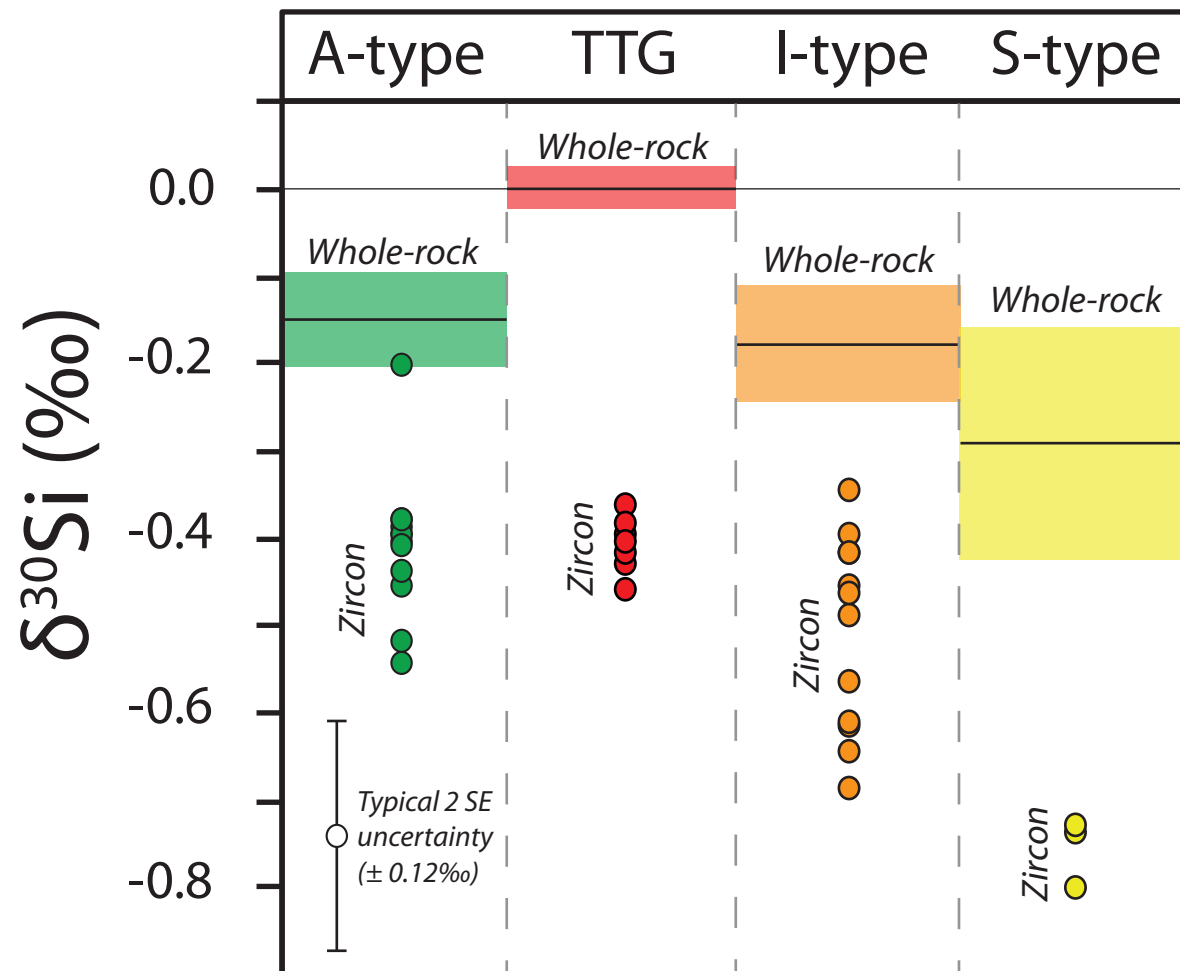 A-type TTG I-type S-type
Whole-rock
0.0
Whole-rock
Whole-rock
Whole-rock
-0.2
-0.4
-0.6
-0.8
δ³⁰Si (‰)
Zircon
Zircon
Zircon
Zircon
Typical 2 SE
uncertainty
(± 0.12‰)